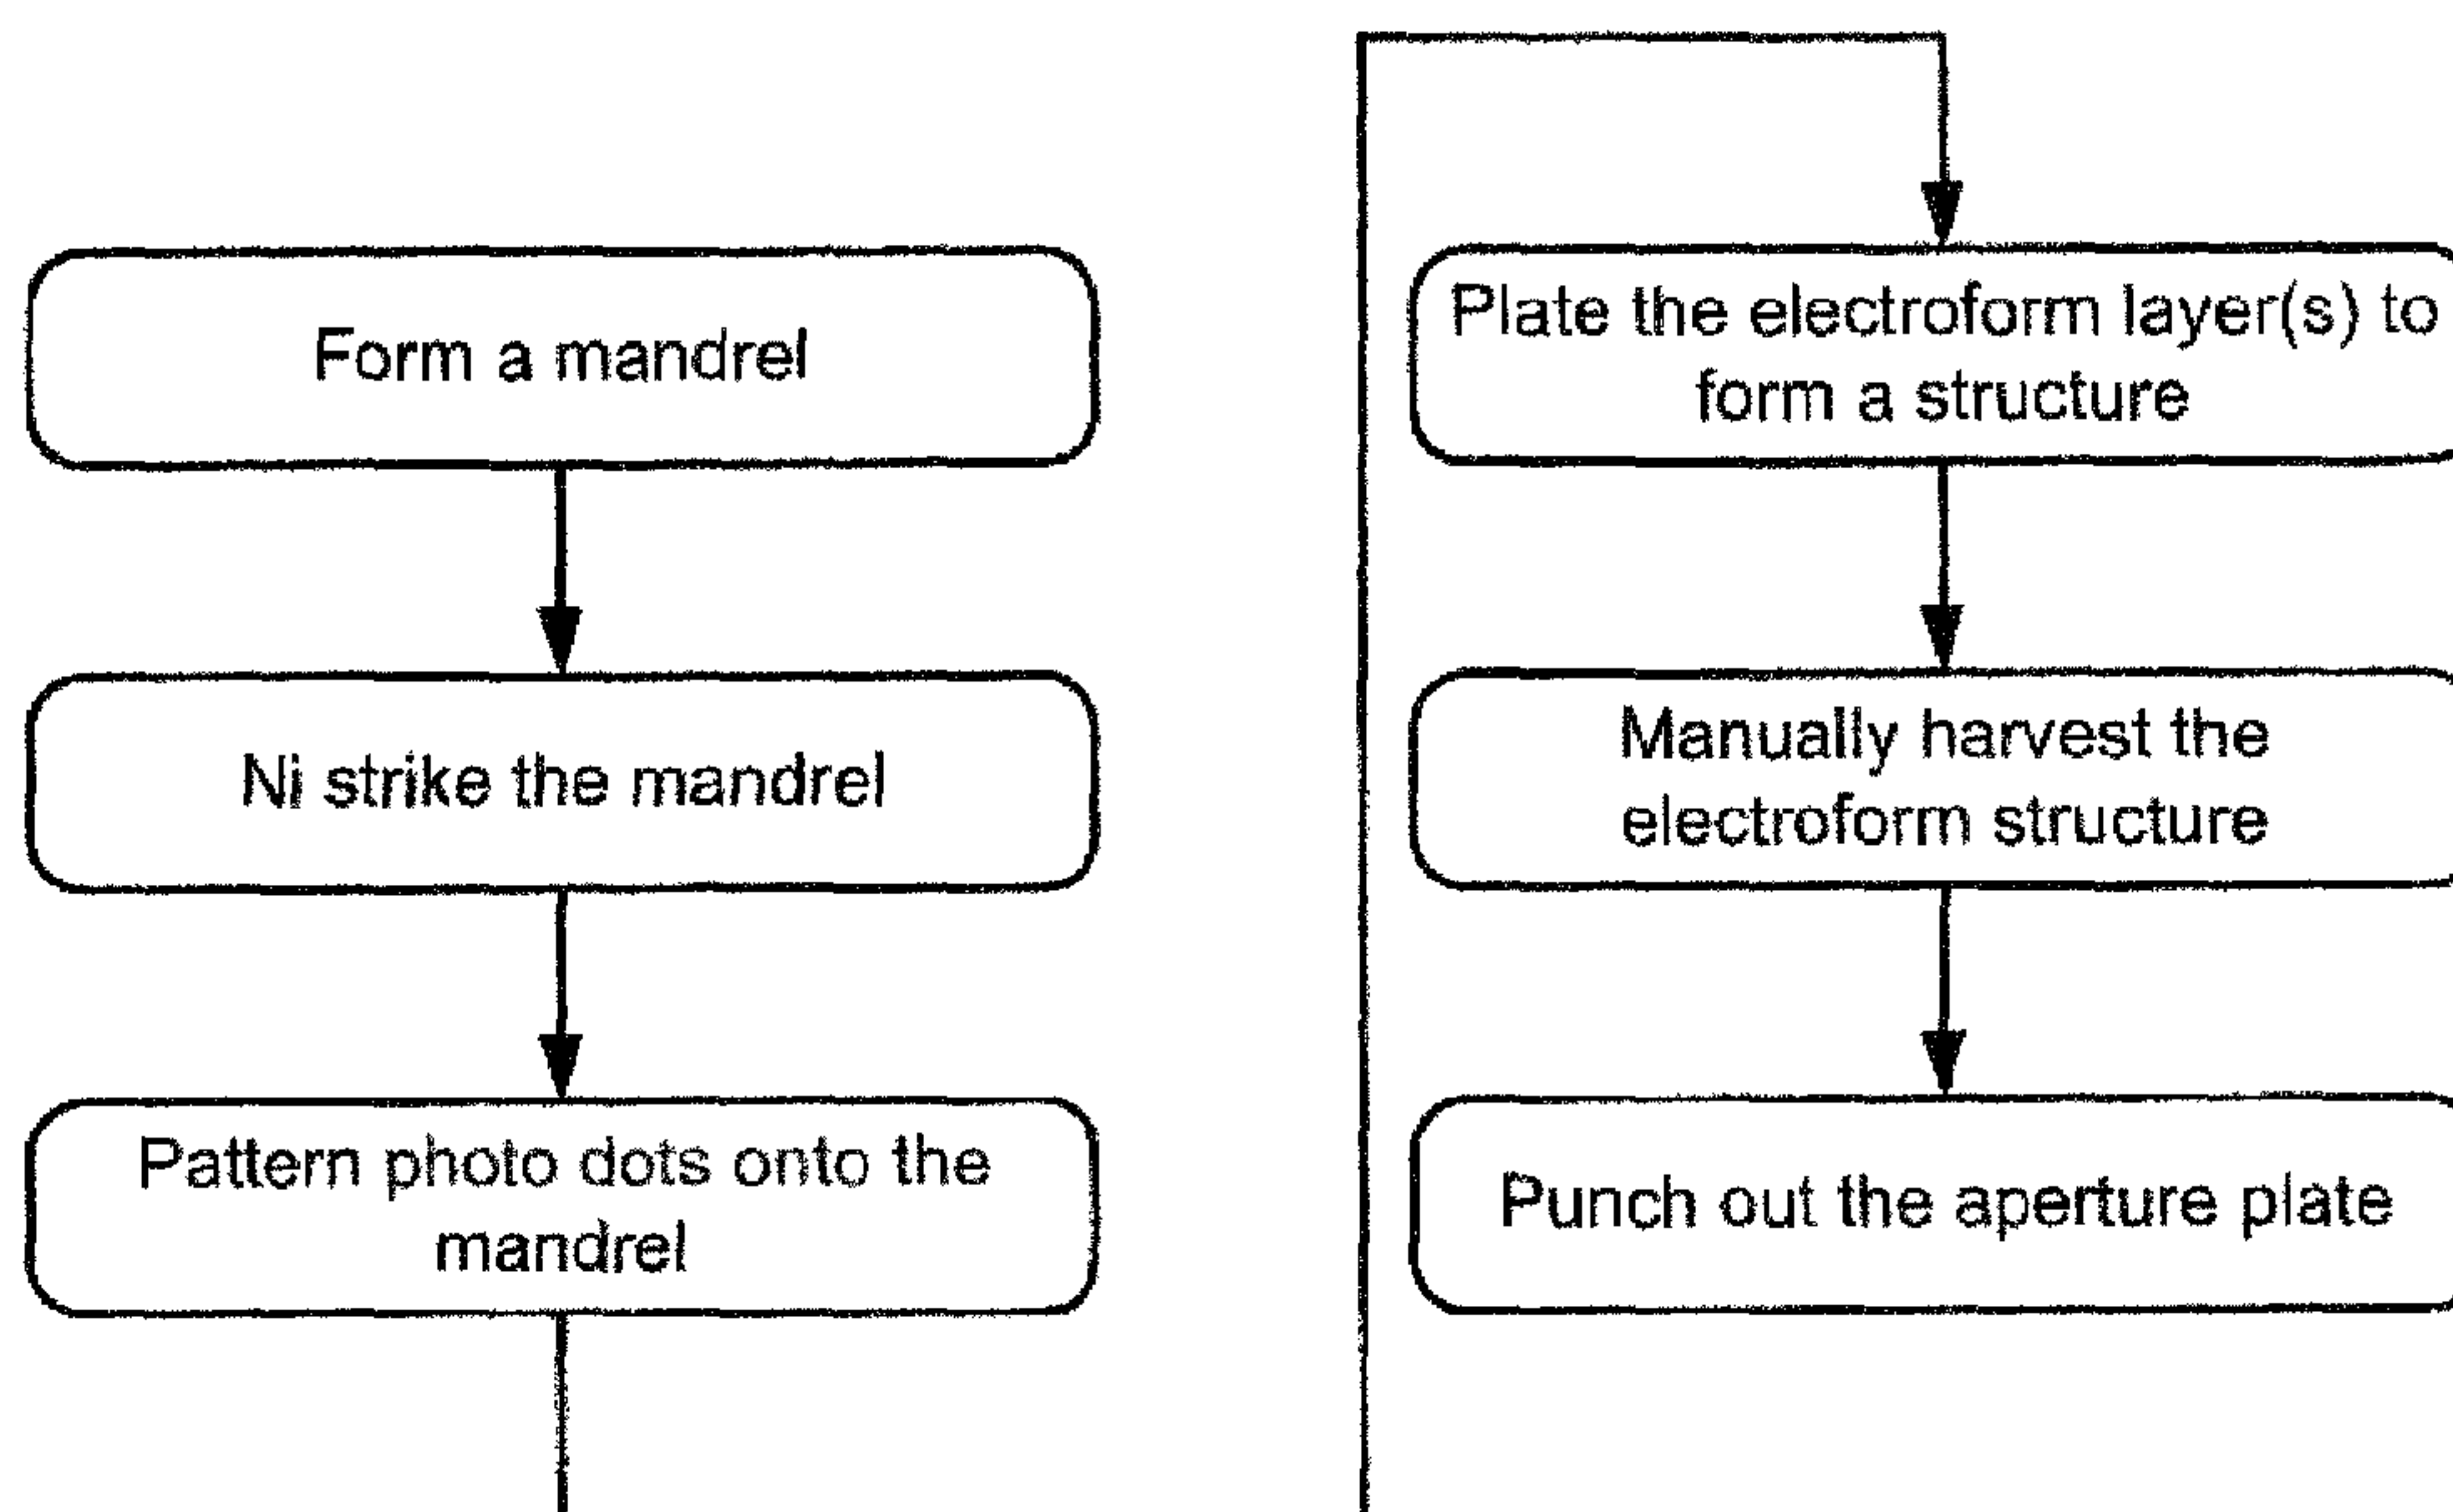 Form a mandrel
Ni strike the mandrel
Pattern photo dots onto the
mandrel
Plate the electroform layer(s) to
form a structure
Manually harvest the
electroform structure
Punch out the aperture plate